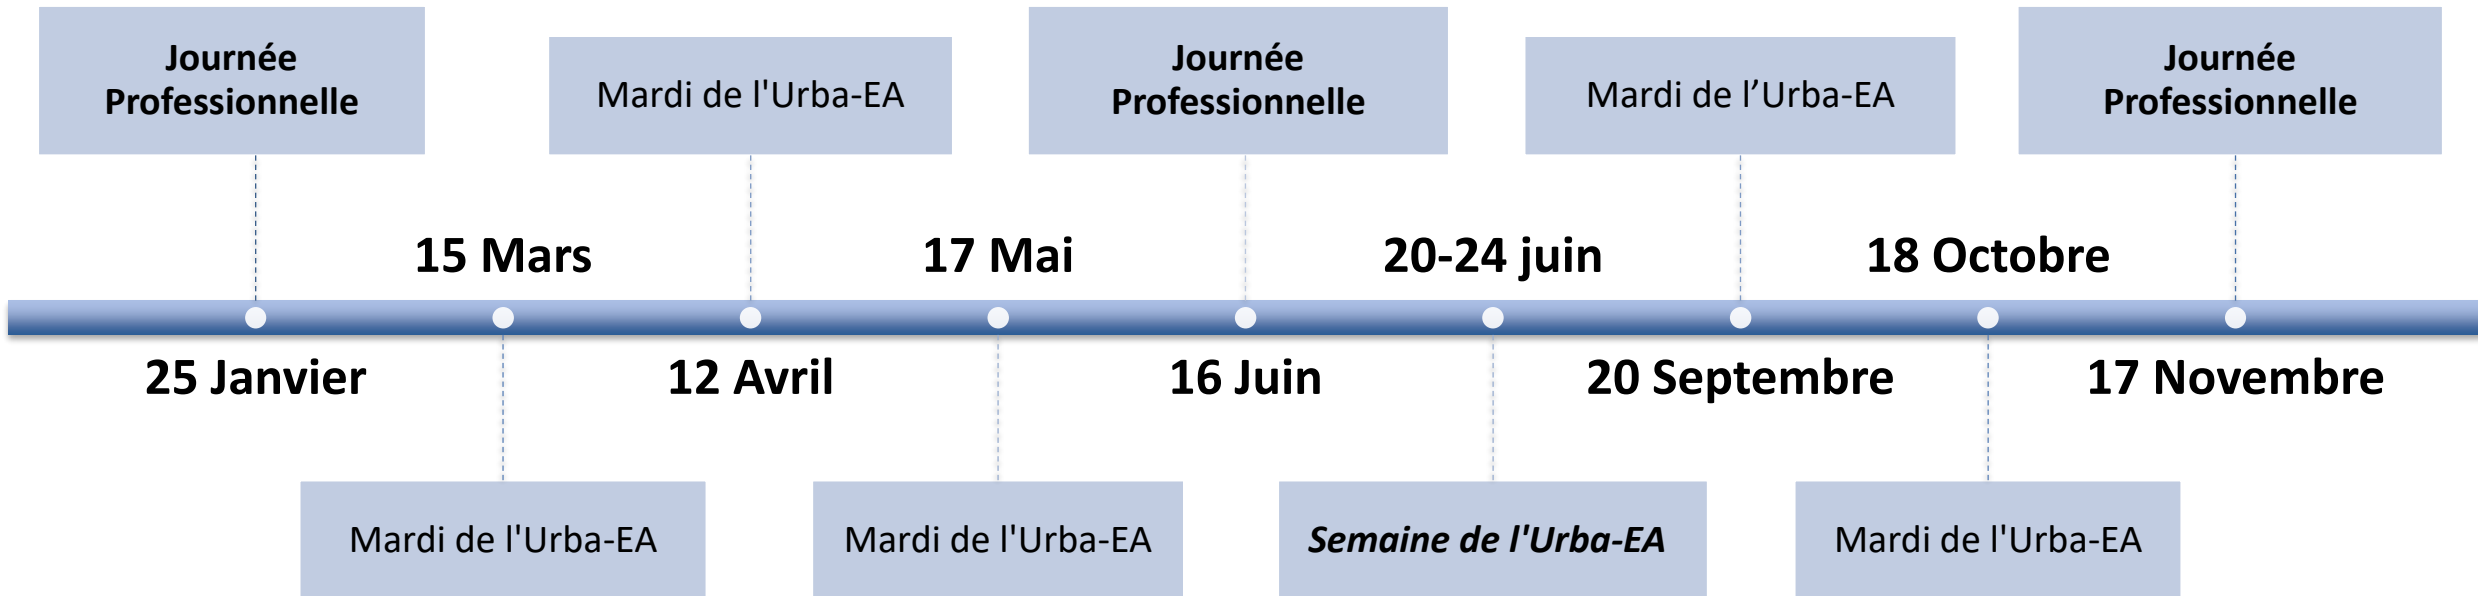 Journée
Professionnelle
Mardi de l'Urba-EA
Journée
Professionnelle
Mardi de l’Urba-EA
Journée
Professionnelle
15 Mars
17 Mai
20-24 juin
18 Octobre
25 Janvier
12 Avril
16 Juin
20 Septembre
17 Novembre
Mardi de l'Urba-EA
Mardi de l'Urba-EA
Semaine de l'Urba-EA
Mardi de l'Urba-EA